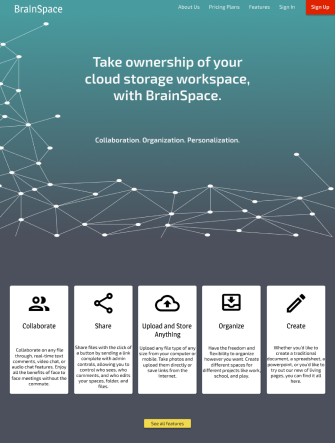 BrainSpace
About Us Pricing Plans Features Sign In Sign Up
Take ownership of your
cloud storage workspace,
with BrainSpace.
Collaboration. Organization. Personalization.
Collaborate
Collaborate on any file
through, real-time text
comments, video chat, or
audio chat features. Enjoy
all the benefits of face to
face meetings without the
commute.
Share
Share files with the click of
a button by sending a link
complete with admin
controls, allowing you to
control who sees, who
comments, and who edits
your spaces, folder, and
files.
Upload and Store
Anything
Upload any file type of any
size from your computer or
mobile. Take photos and
upload them directly or
save links from the
Internet.
Organize
Have the freedom and
flexibility to organize
however you want. Create
different spaces for
different projects like work,
school, and play.
Create
Whether you'd like to
create a traditional
document, a spreadsheet, a
powerpoint, or you'd like to
try out our new of living
pages, you can find it all
here.
See all features